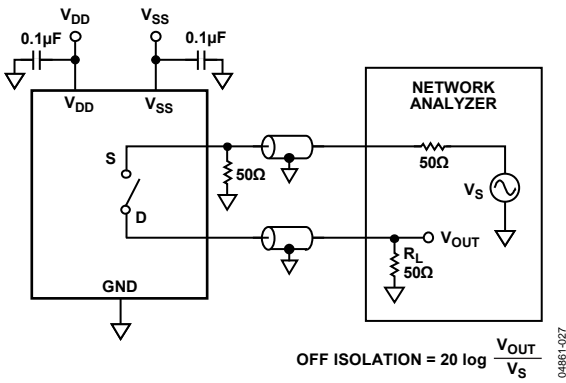 VDD
VSS
0.1µF
0.1µF
VDD
VSS
NETWORK
ANALYZER
S
50Ω
50Ω
VS
D
VOUT
RL
50Ω
GND
OFF ISOLATION = 20 log VOUT
VS
04861-027